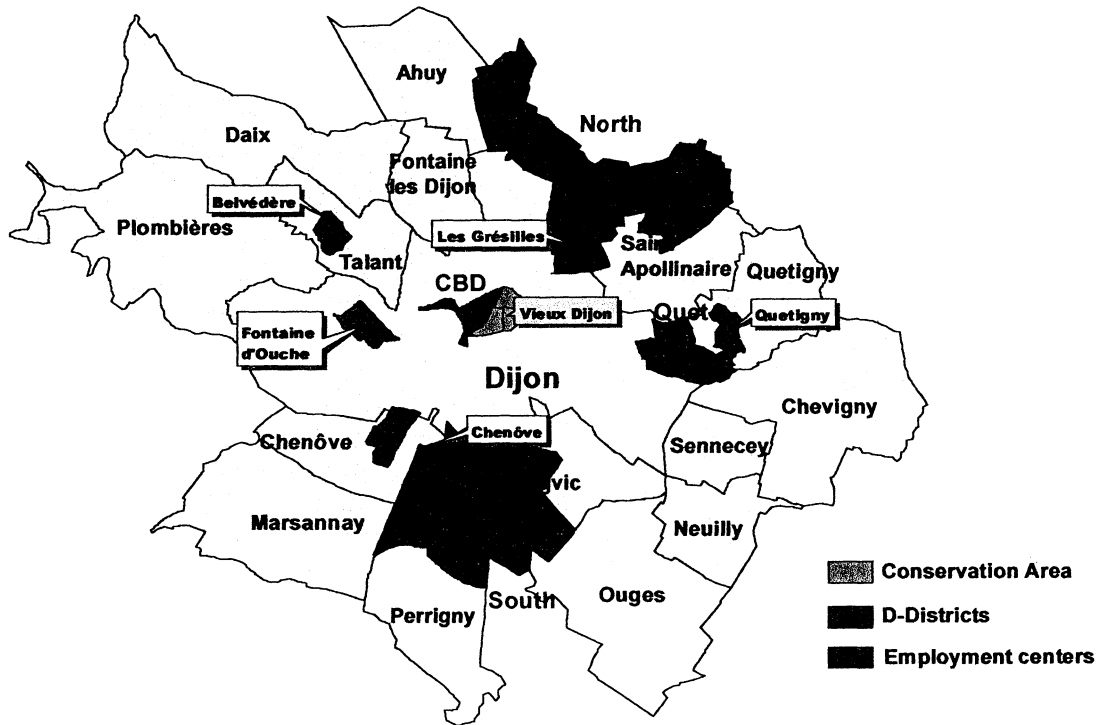 Ahuy
North
Daix
Fontaine
les Dijon
Belvédère
Plombières
Les Grésilles
Talant
Saint
Apollinaire
Quetigny
CBD
Vieux Dijon
Quet
Quetigny
Fontaine
d'Ouche
Dijon
Chevigny
Chenôve
Chenôve
Sennecey
vic
Marsannay
Neuilly
Conservation Area
South
Ouges
Perrigny
D-Districts
Employment centers